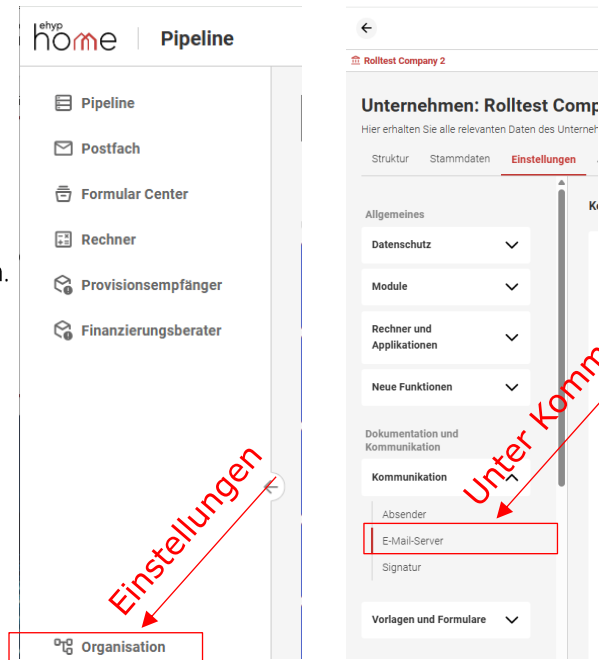 ehyp
home
Pipeline
Pipeline
Postfach
Formular Center
Rechner
Provisionsempfänger
Finanzierungsberater
Einstellungen
Organisation
Rolltest Company 2
Unternehmen: Rolltest Comp
Hier erhalten Sie alle relevanten Daten des Unterneh
Struktur Stammdaten Einstellungen
Allgemeines
Datenschutz
Module
Rechner und
Applikationen
Neue Funktionen
Dokumentation und
Kommunikation
Kommunikation
Absender
E-Mail-Server
Signatur
Vorlagen und Formulare
Unter Komm